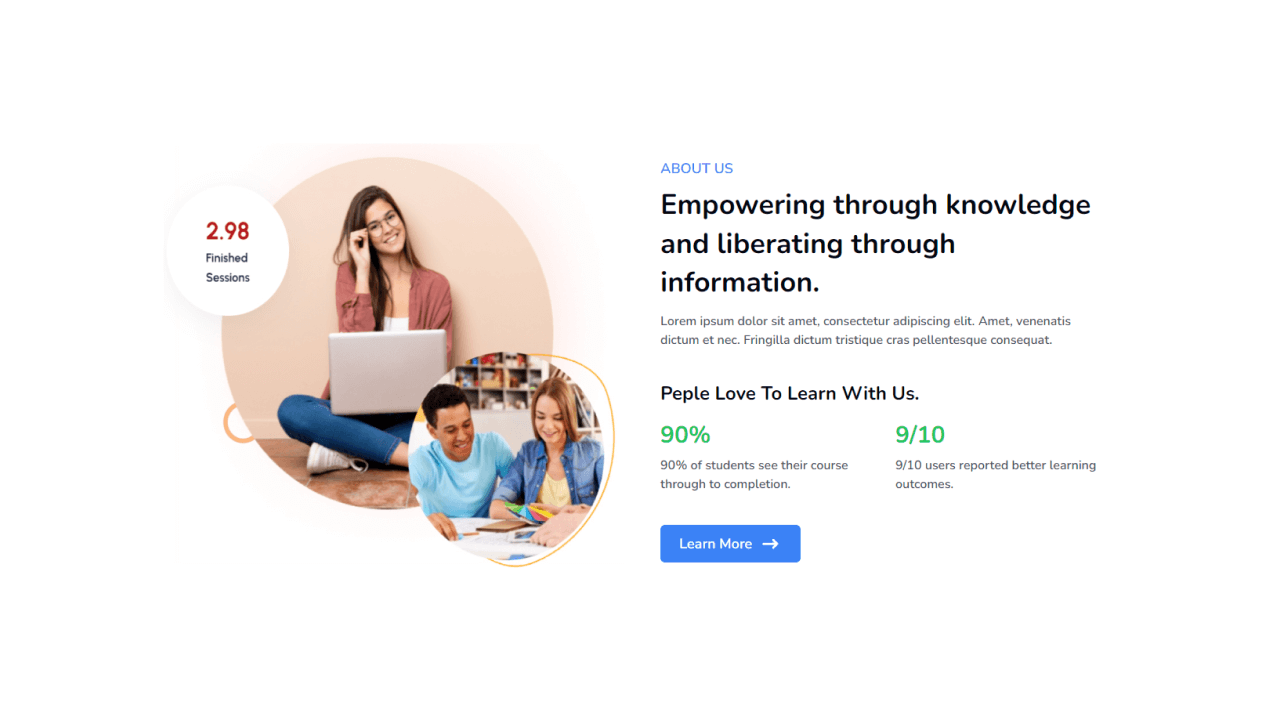 2.98
Finished
Sessions
ABOUT US
Empowering through knowledge
and liberating through
information.
Lorem ipsum dolor sit amet, consectetur adipiscing elit. Amet, venenatis
dictum et nec. Fringilla dictum tristique cras pellentesque consequat.
Peple Love To Learn With Us.
90%
90% of students see their course
through to completion.
9/10
9/10 users reported better learning
outcomes.
Learn More